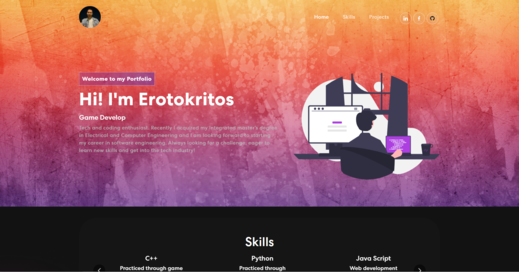 Home Skills Projects
Welcome to my Portfolio
Hi! I'm Erotokritos
Game Develop
Tech and coding enthusiast. Recently I acquired my integrated master's degree
in Electrical and Computer Engineering and I am looking forward to starting
my career in software engineering. Always looking for a challenge, eager to
learn new skills and get into the tech industry!
Skills
C++ Python Java Script
Practiced through game Practiced through Web development